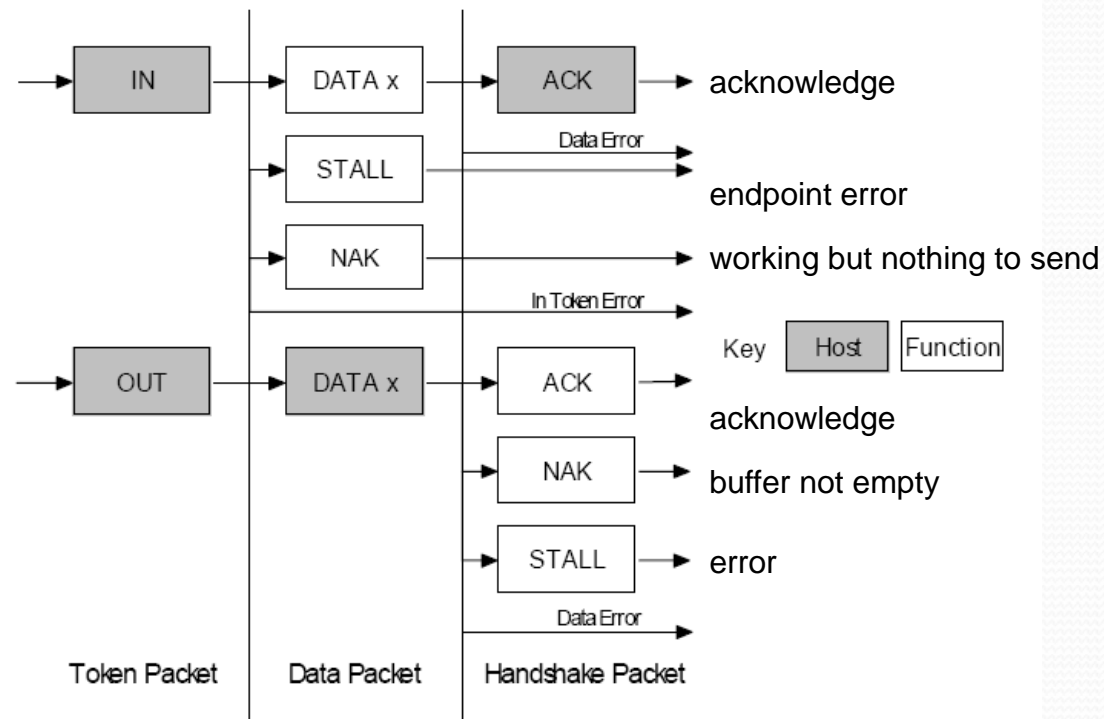 IN
DATA x
ACK
acknowledge
Data Error
STALL
endpoint error
NAK
working but nothing to send
In Token Error
Key
Host
Function
OUT
DATA x
ACK
acknowledge
NAK
buffer not empty
STALL
error
Data Error
Token Packet
Data Packet
Handshake Packet